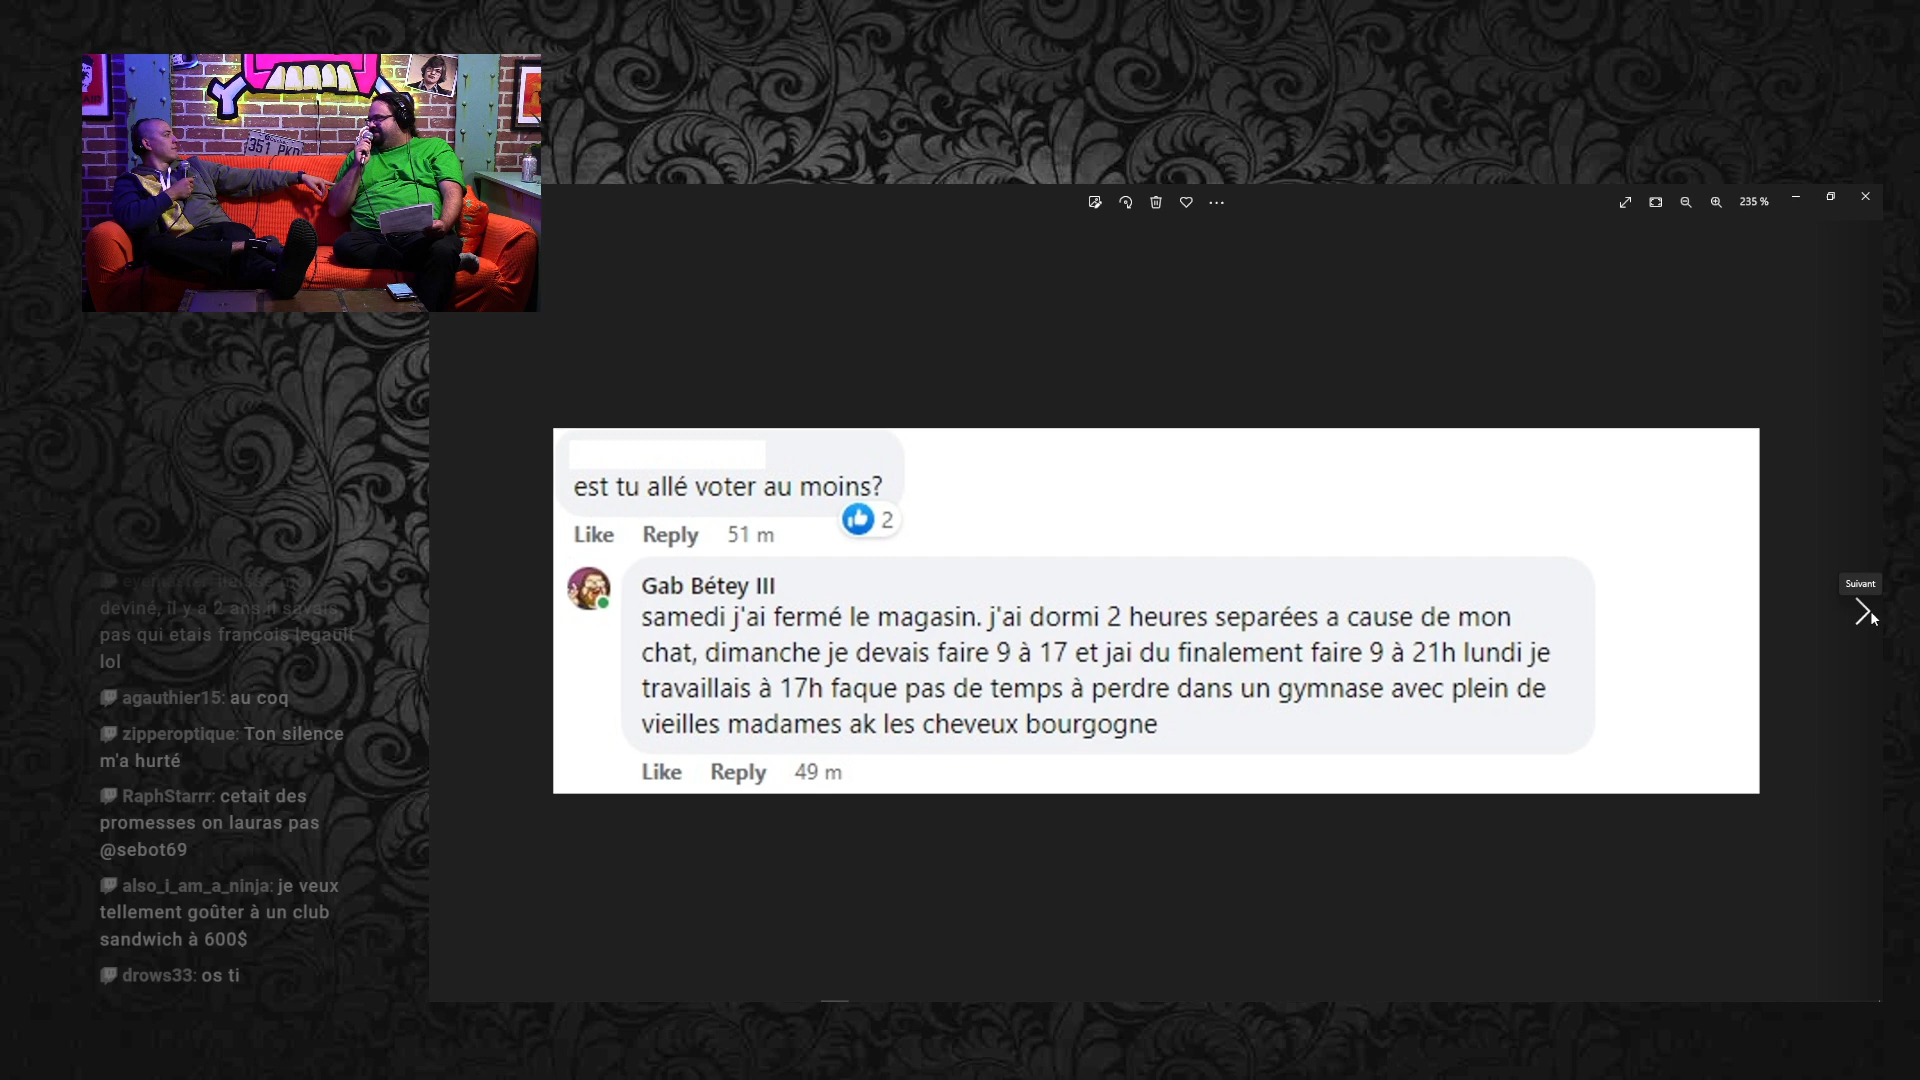 351 PKD
235 %
Suivant
est tu allé voter au moins?
2
Like Reply 51 m
Gab Bétey III
samedi j'ai fermé le magasin. j'ai dormi 2 heures separées a cause de mon
chat, dimanche je devais faire 9 à 17 et jai du finalement faire 9 à 21h lundi je
travaillais à 17h faque pas de temps à perdre dans un gymnase avec plein de
vieilles madames ak les cheveux bourgogne
Like Reply 49 m
deviné, il y a 2 ans il savais
pas qui etais francois legault
lol
agauthier15: au coq
zipperoptique: Ton silence
m'a hurté
RaphStarrr: cetait des
promesses on lauras pas
@sebot69
also_i_am_a_ninja: je veux
tellement goûter à un club
sandwich à 600$
drows33: os ti